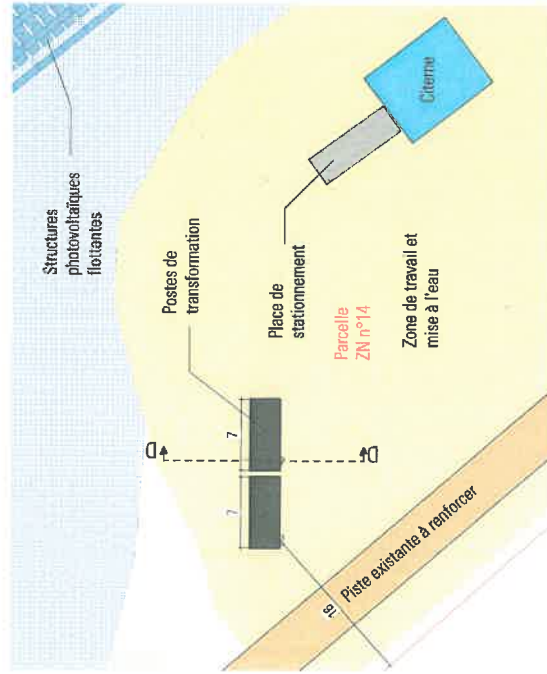 Structures
photovoltaïques
flottantes
Postes de
transformation
Place de
stationnement
Citerne
Parcelle
ZN n°14
Zone de travail et
mise à l'eau
D
7
7
D
16
Piste existante à renforcer